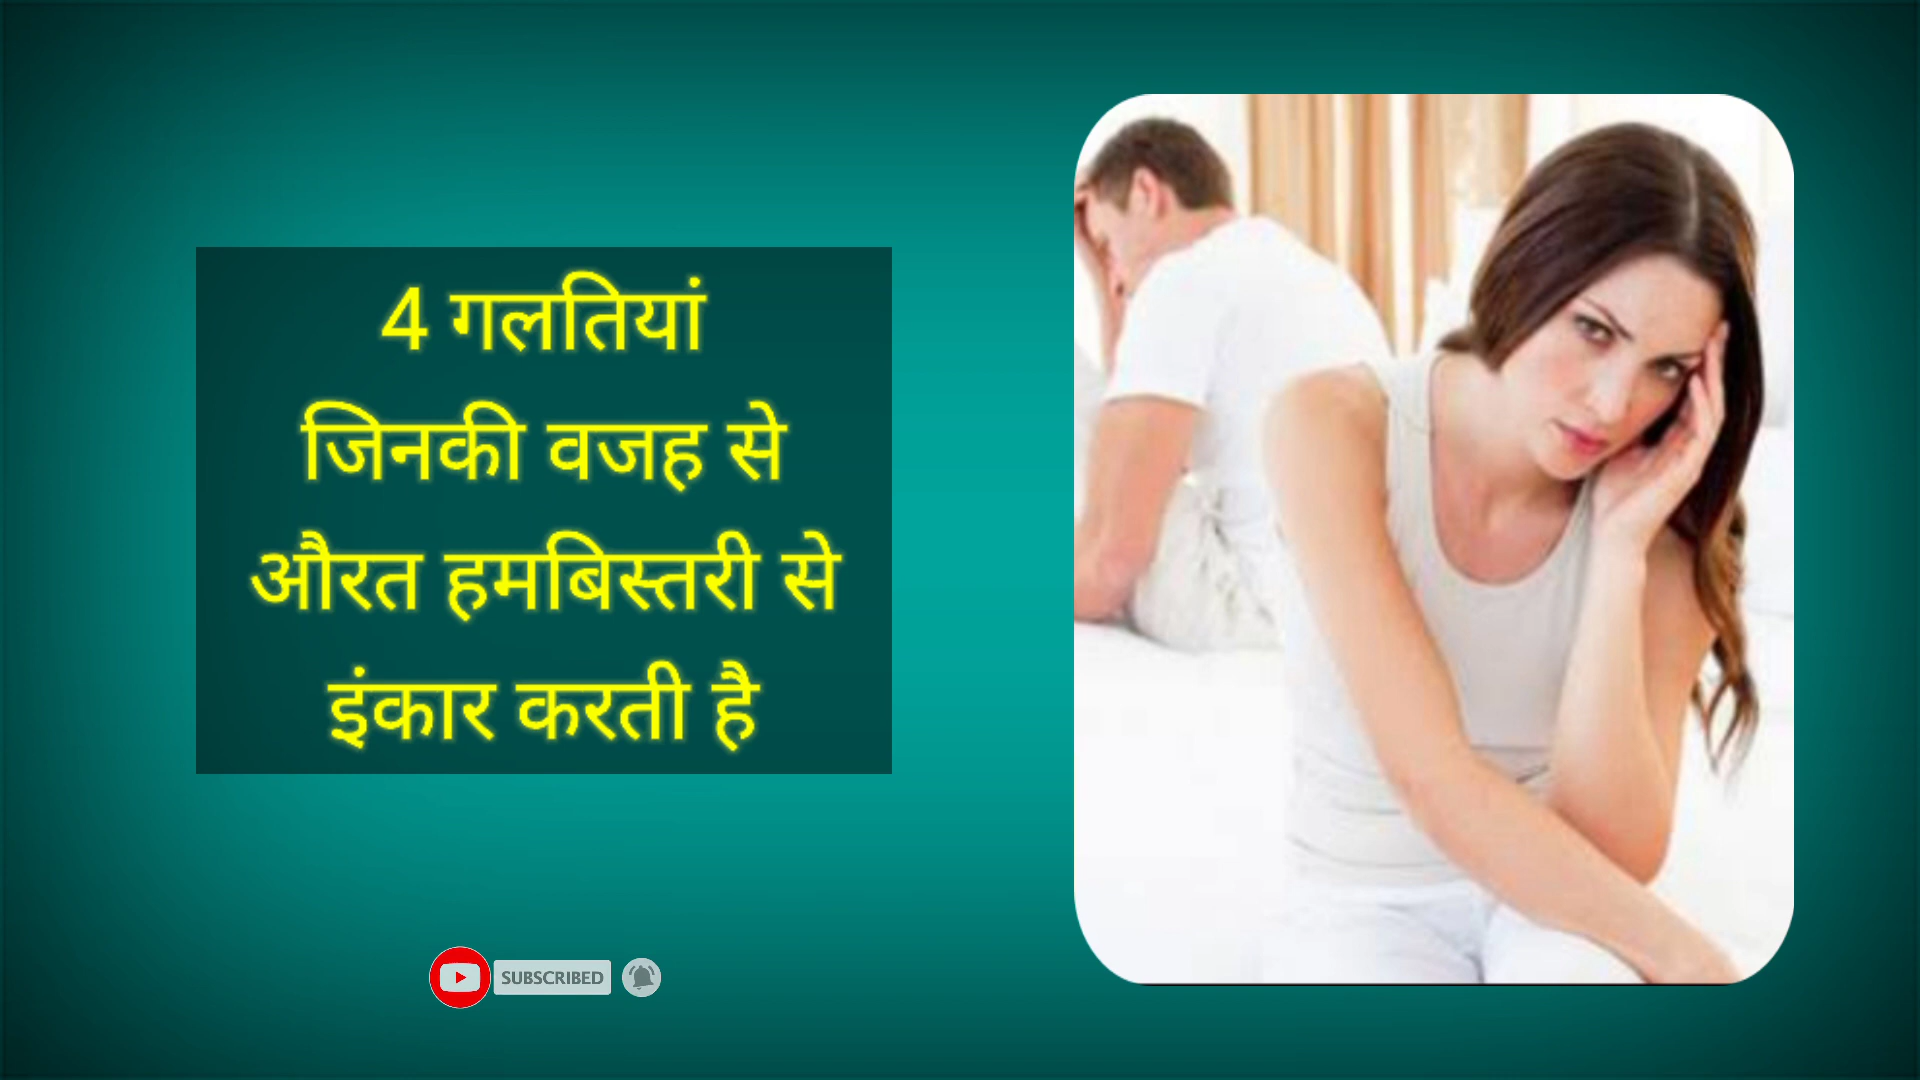 4 गलतियां
जिनकी वजह से
औरत हमबिस्तरी से
इंकार करती है
SUBSCRIBED